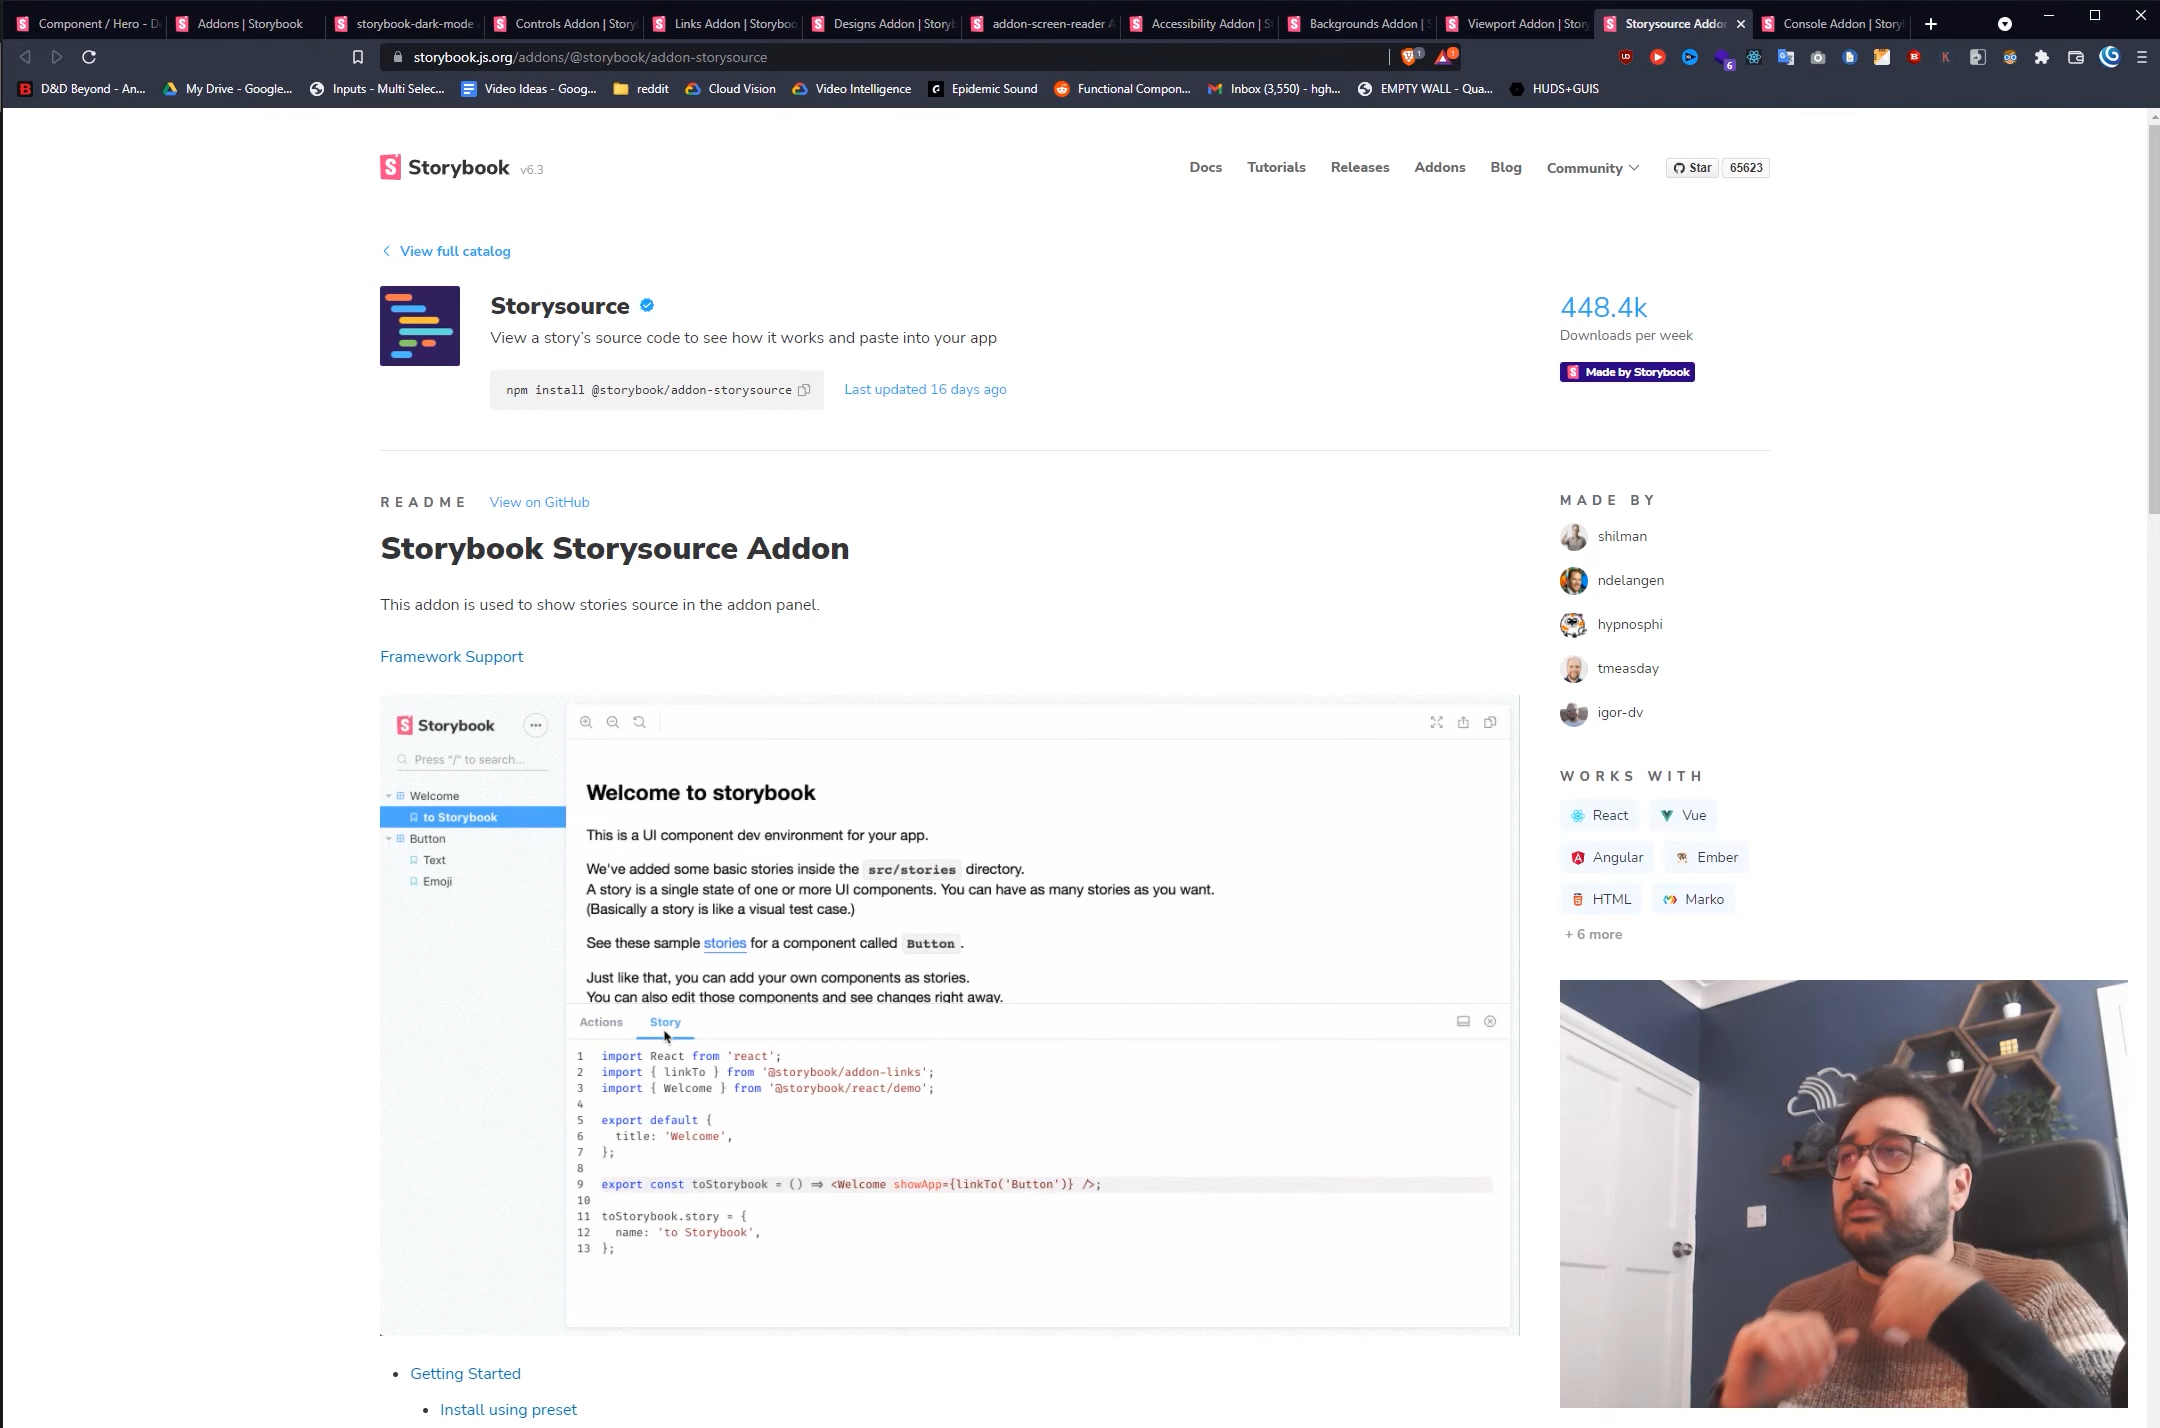 Component / Hero - D
Addons | Storybook
storybook-dark-mode
Controls Addon | Story
Links Addon | Storyboo
Designs Addon | Storyb
addon-screen-reader A
Accessibility Addon | S
Backgrounds Addon | S
Viewport Addon | Story
Storysource Addo
Console Addon | Story
storybook.js.org/addons/@storybook/addon-storysource
D&D Beyond - An...
My Drive - Google...
Inputs - Multi Selec...
Video Ideas - Goog...
reddit
Cloud Vision
Video Intelligence
Epidemic Sound
Functional Compon...
Inbox (3,550) - hgh...
EMPTY WALL - Qua...
HUDS+GUIS
Storybook v6.3
Docs Tutorials Releases Addons Blog Community Star 65623
View full catalog
Storysource
View a story’s source code to see how it works and paste into your app
npm install @storybook/addon-storysource
Last updated 16 days ago
448.4k
Downloads per week
Made by Storybook
README View on GitHub
Storybook Storysource Addon
This addon is used to show stories source in the addon panel.
Framework Support
Storybook
Press "/" to search...
Welcome
to Storybook
Button
Text
Emoji
Welcome to storybook
This is a UI component dev environment for your app.
We've added some basic stories inside the src/stories directory.
A story is a single state of one or more UI components. You can have as many stories as you want.
(Basically a story is like a visual test case.)
See these sample stories for a component called Button .
Just like that, you can add your own components as stories.
You can also edit those components and see changes right away.
Actions Story
1 import React from 'react';
2 import { linkTo } from '@storybook/addon-links';
3 import { Welcome } from '@storybook/react/demo';
4
5 export default {
6 title: 'Welcome',
7 };
8
9 export const toStorybook = () => <Welcome showApp={linkTo('Button')} />;
10
11 toStorybook.story = {
12 name: 'to Storybook',
13 };
Getting Started
Install using preset
MADE BY
shilman
ndelangen
hypnosphi
tmeasday
igor-dv
WORKS WITH
React Vue
Angular Ember
HTML Marko
+ 6 more